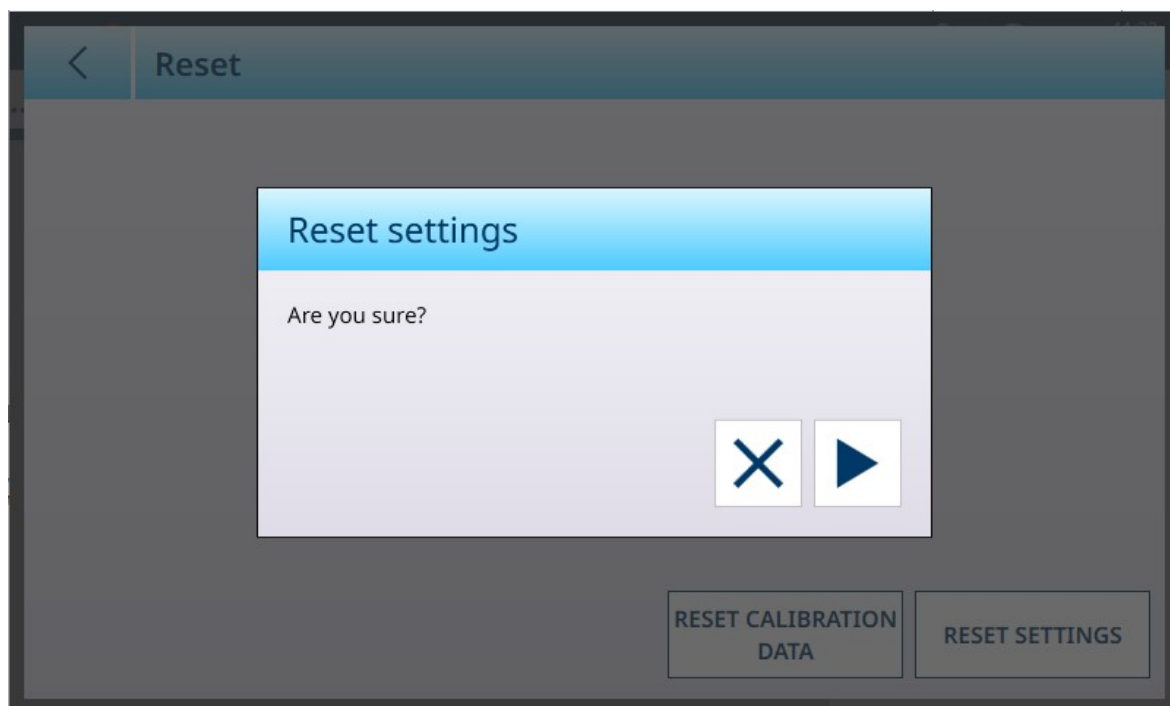 Reset
Reset settings
Are you sure?
RESET CALIBRATION
DATA
RESET SETTINGS